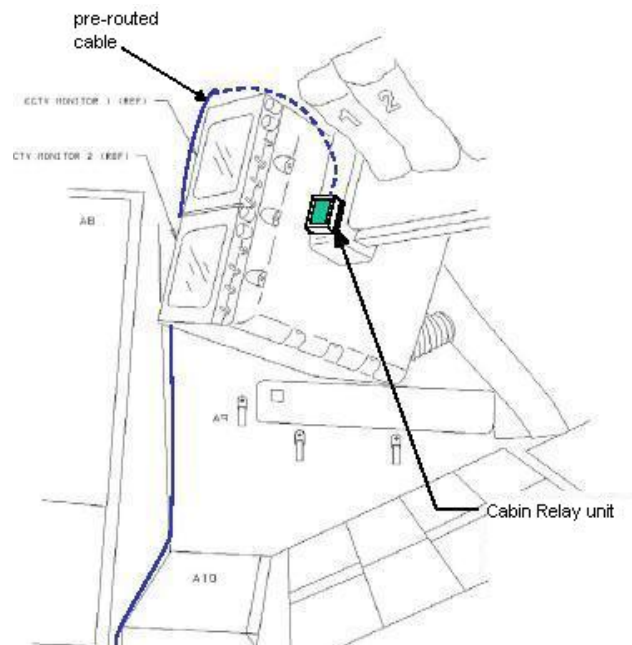 pre-routed
cable
CCTV MONITOR 1 (REF)
CTV MONITOR 2 (REF)
1
2
A8
A9
Cabin Relay unit
A10